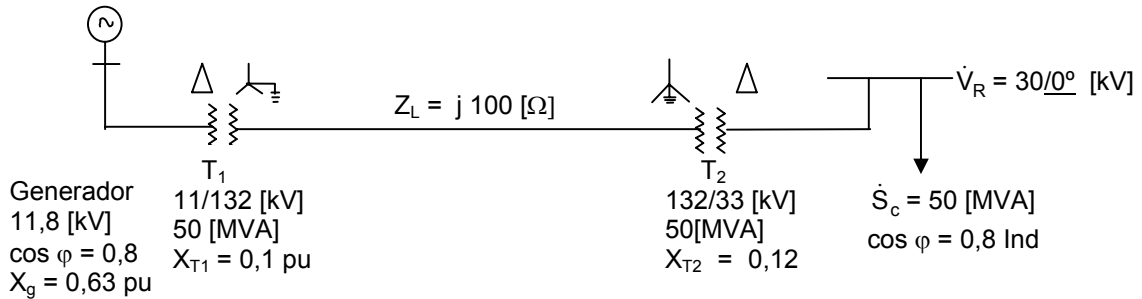 Z_L = j 100 [Ω]
V̇_R = 30/0º [kV]
Generador
11,8 [kV]
cos φ = 0,8
X_g = 0,63 pu
T_1
11/132 [kV]
50 [MVA]
X_T1 = 0,1 pu
T_2
132/33 [kV]
50[MVA]
X_T2 = 0,12
Ṡ_c = 50 [MVA]
cos φ = 0,8 Ind